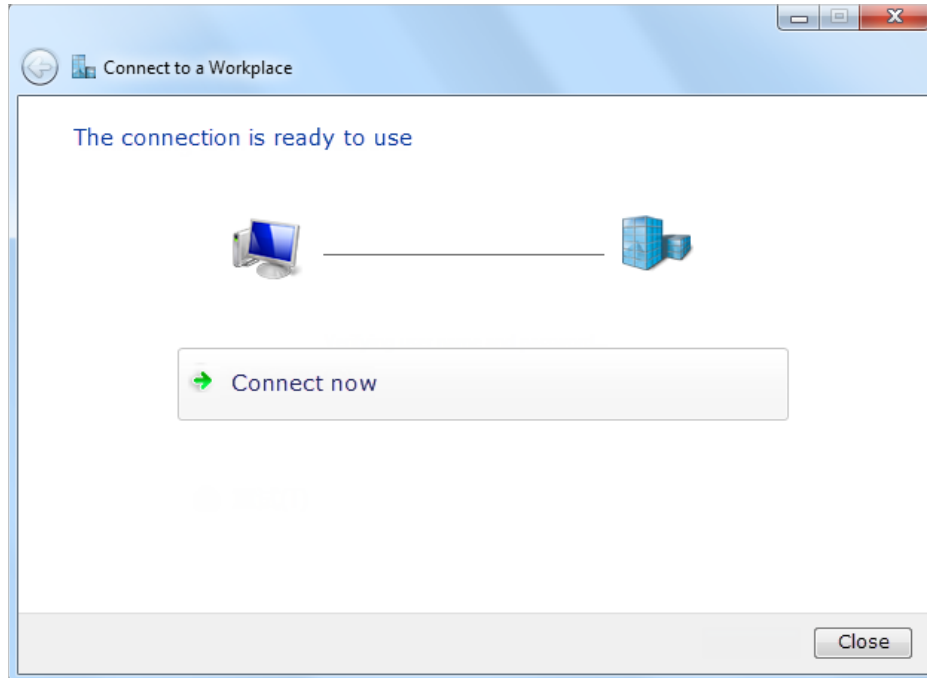 Connect to a Workplace
The connection is ready to use
Connect now
Close